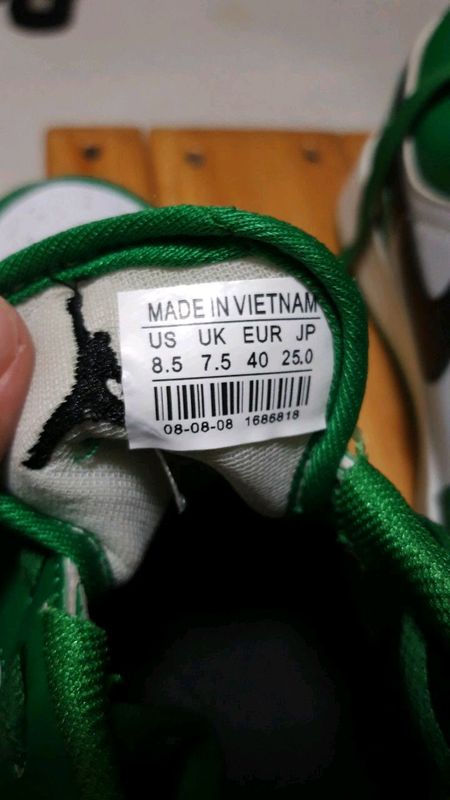 MADE IN VIETNAM
US UK EUR JP
8.5 7.5 40 25.0
08-08-08 1686818